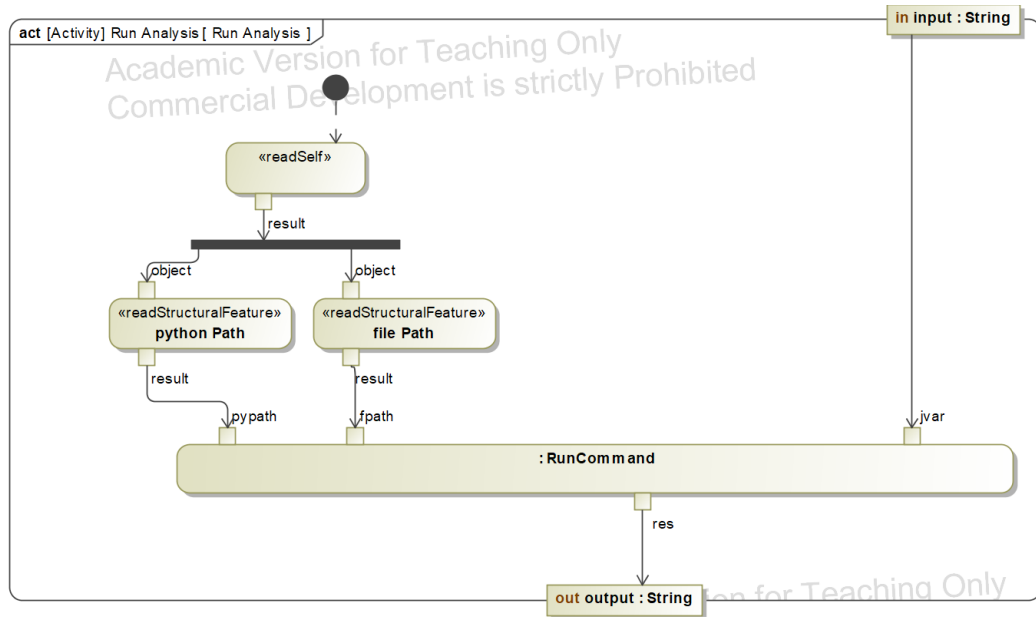 in input : String
act [Activity] Run Analysis [ Run Analysis ]
Academic Version for Teaching Only
Commercial Development is strictly Prohibited
«readSelf»
result
object
object
«readStructuralFeature»
python Path
«readStructuralFeature»
file Path
result
result
pypath
fpath
jvar
: RunCommand
res
out output : String
for Teaching Only